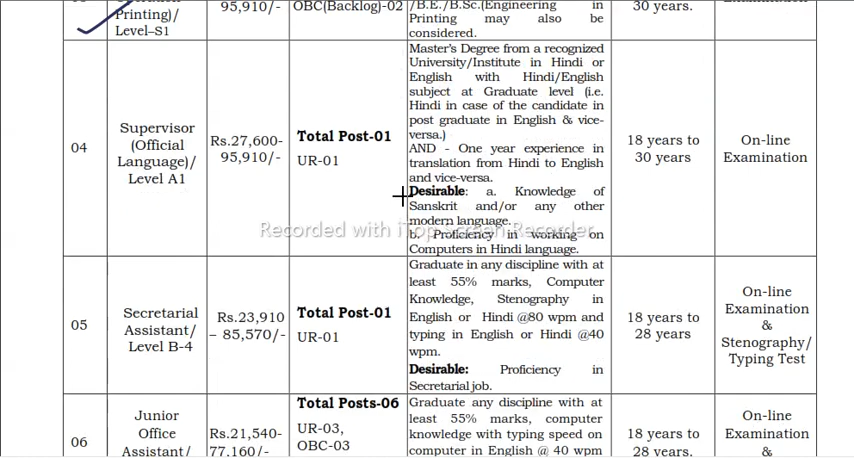 Printing)/
Level–S1
95,910/-
OBC(Backlog)-02
/B.E./B.Sc.(Engineering in
Printing may also be
considered.
30 years.
04
Supervisor
(Official
Language)/
Level A1
Rs.27,600-
95,910/-
Total Post-01
UR-01
Master's Degree from a recognized
University/Institute in Hindi or
English with Hindi/English
subject at Graduate level (i.e.
Hindi in case of the candidate in
post graduate in English & vice-
versa.)
AND - One year experience in
translation from Hindi to English
and vice-versa.
Desirable: a. Knowledge of
Sanskrit and/or any other
modern language.
b. Proficiency in working on
Computers in Hindi language.
18 years to
30 years
On-line
Examination
Recorded with iTop Screen Recorder
05
Secretarial
Assistant/
Level B-4
Rs.23,910
– 85,570/-
Total Post-01
UR-01
Graduate in any discipline with at
least 55% marks, Computer
Knowledge, Stenography in
English or Hindi @80 wpm and
typing in English or Hindi @40
wpm.
Desirable: Proficiency in
Secretarial job.
18 years to
28 years
On-line
Examination
&
Stenography/
Typing Test
06
Junior
Office
Assistant/
Rs.21,540-
77,160/-
Total Posts-06
UR-03,
OBC-03
Graduate any discipline with at
least 55% marks, computer
knowledge with typing speed on
computer in English @ 40 wpm
18 years to
28 years.
On-line
Examination
&